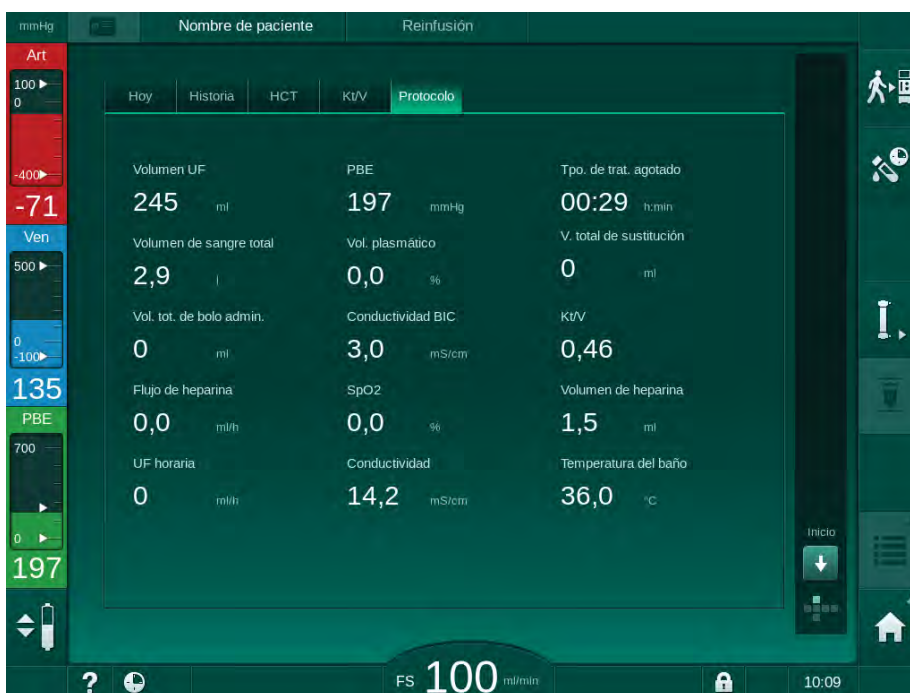 mmHg Nombre de paciente Reinfusión
Art
100
0
-400
-71
Ven
500
0
-100
135
PBE
700
0
197
Hoy Historia HCT Kt/V Protocolo
Volumen UF PBE Tpo. de trat. agotado
245 ml 197 mmHg 00:29 h:min
Volumen de sangre total Vol. plasmático V. total de sustitución
2,9 l 0,0 % 0 ml
Vol. tot. de bolo admin. Conductividad BIC Kt/V
0 ml 3,0 mS/cm 0,46
Flujo de heparina SpO2 Volumen de heparina
0,0 ml/h 0,0 % 1,5 ml
UF horaria Conductividad Temperatura del baño
0 ml/h 14,2 mS/cm 36,0 °C
Inicio
? FS 100 ml/min 10:09